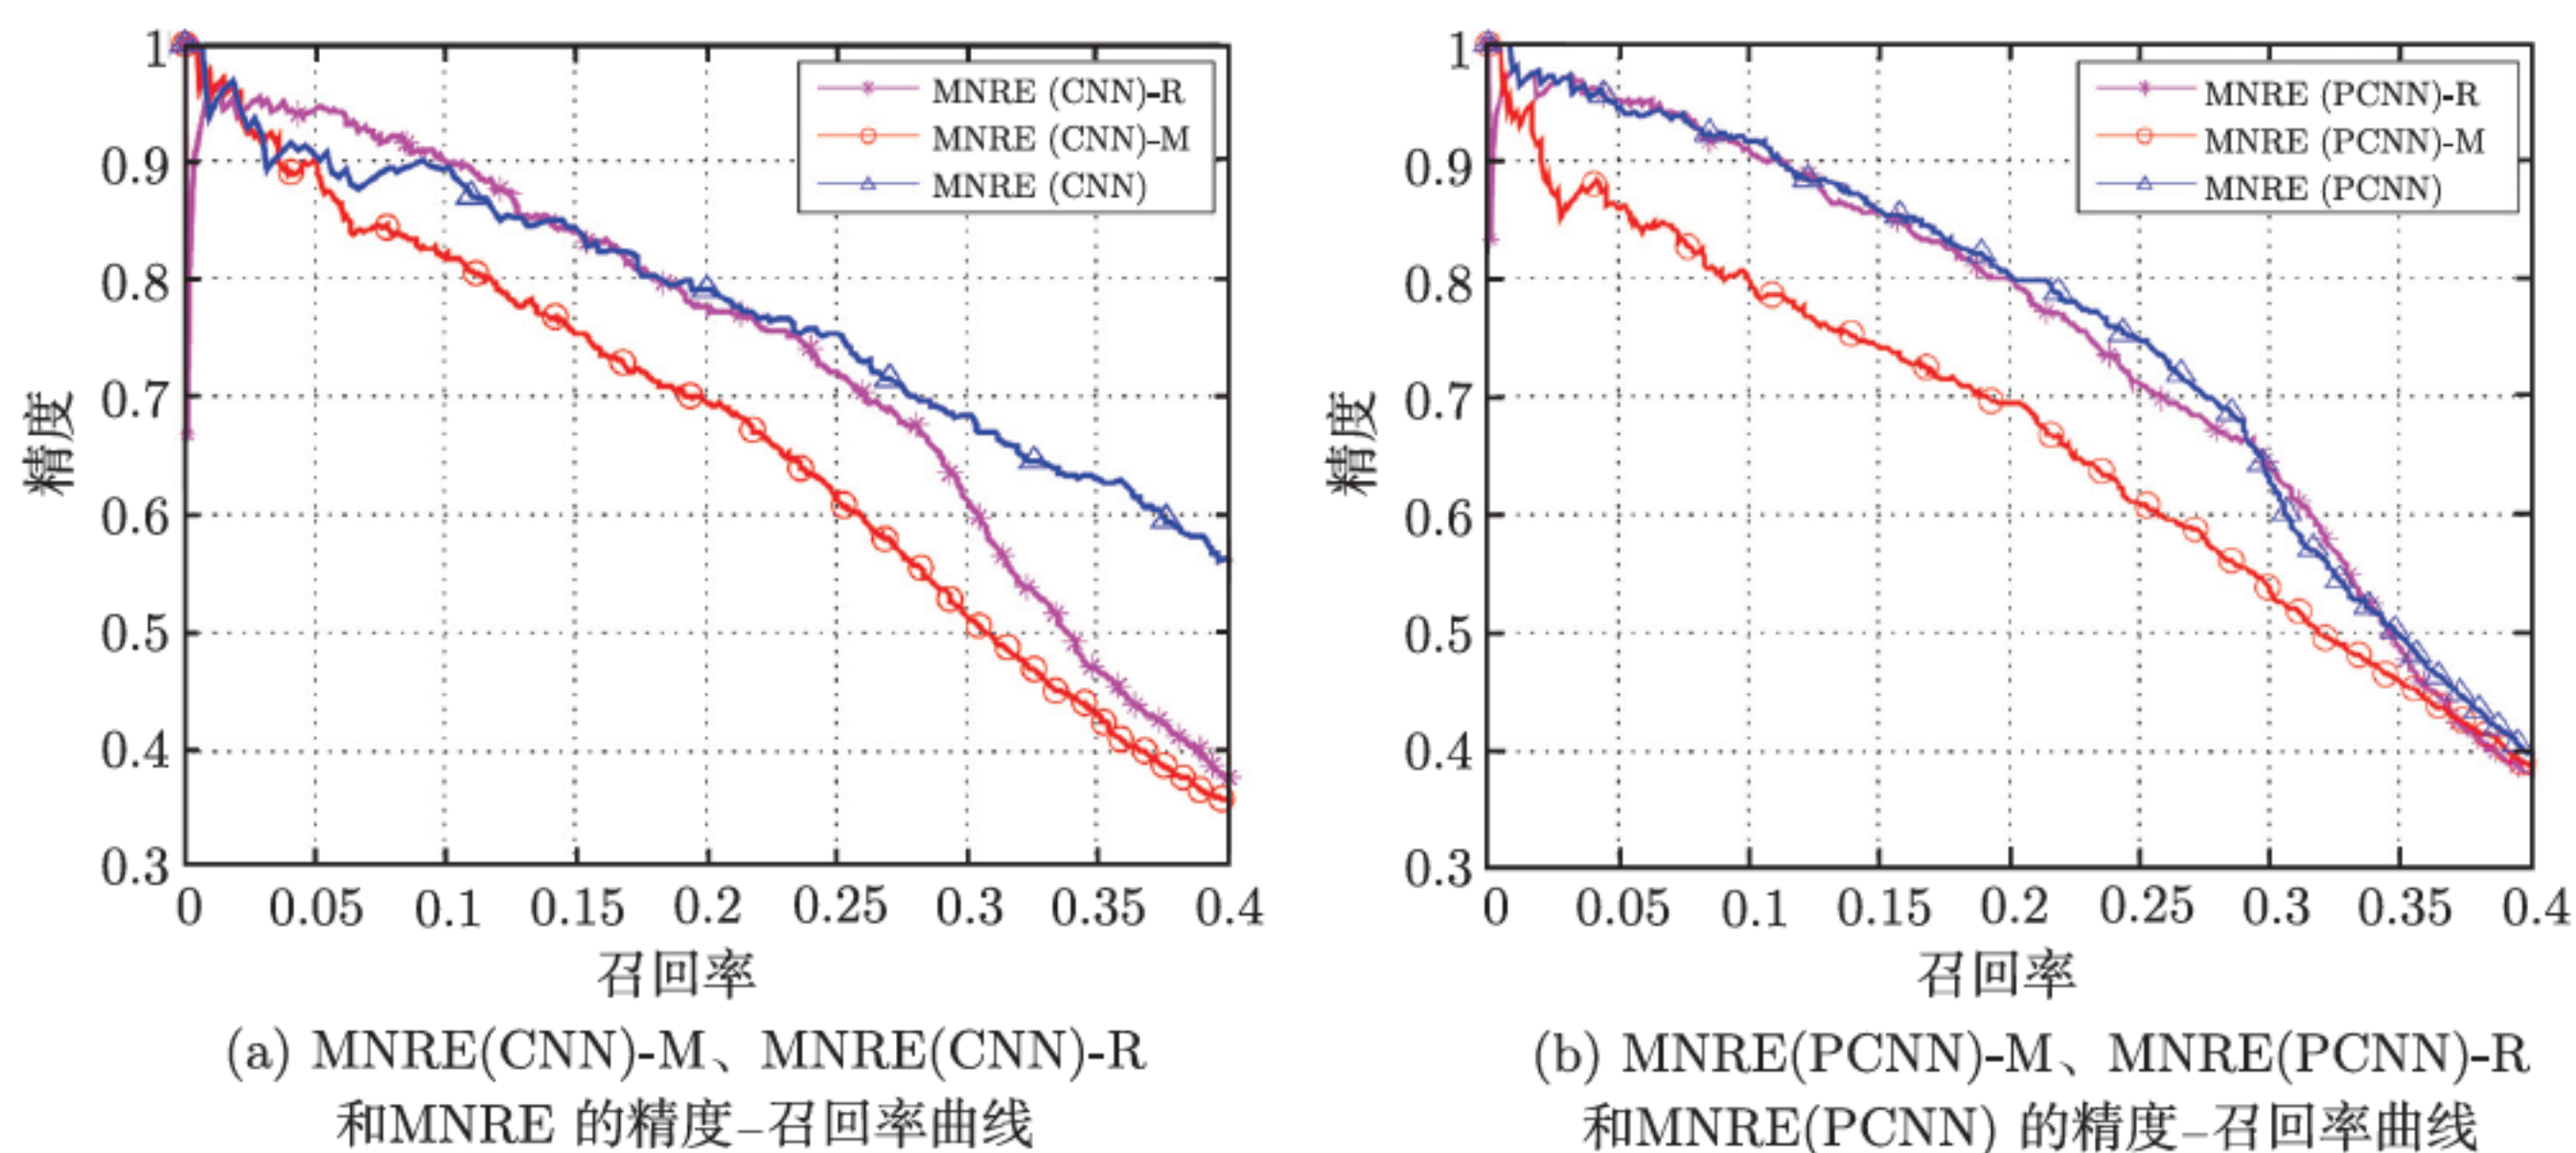 1
0.9
0.8
0.7
0.6
0.5
0.4
0.3
精度
MNRE (CNN)-R
MNRE (CNN)-M
MNRE (CNN)
0 0.05 0.1 0.15 0.2 0.25 0.3 0.35 0.4
召回率
(a) MNRE(CNN)-M、MNRE(CNN)-R
和MNRE 的精度–召回率曲线
1
0.9
0.8
0.7
0.6
0.5
0.4
0.3
精度
MNRE (PCNN)-R
MNRE (PCNN)-M
MNRE (PCNN)
0 0.05 0.1 0.15 0.2 0.25 0.3 0.35 0.4
召回率
(b) MNRE(PCNN)-M、MNRE(PCNN)-R
和MNRE(PCNN) 的精度–召回率曲线